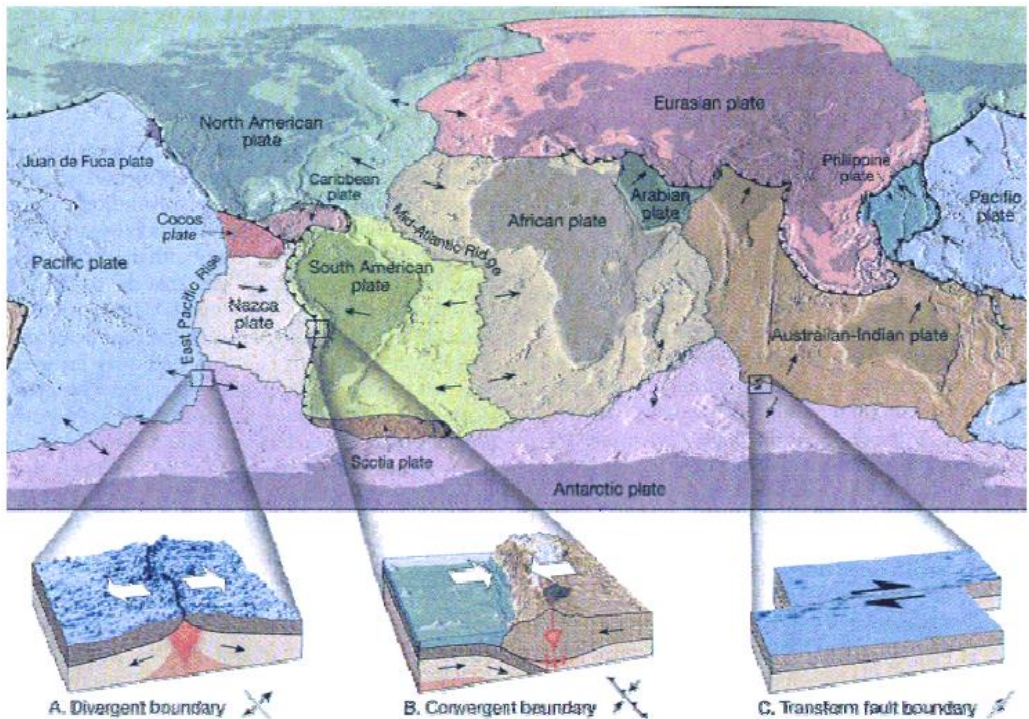 North American
plate
Eurasian plate
Juan de Fuca plate
Caribbean
plate
Philippine
plate
Arabian
plate
Pacific
plate
Cocos
plate
Mid-Atlantic Ridge
African plate
Pacific plate
East Pacific Rise
South American
plate
Nazca
plate
Australian-Indian plate
Scotia plate
Antarctic plate
A. Divergent boundary
B. Convergent boundary
C. Transform fault boundary